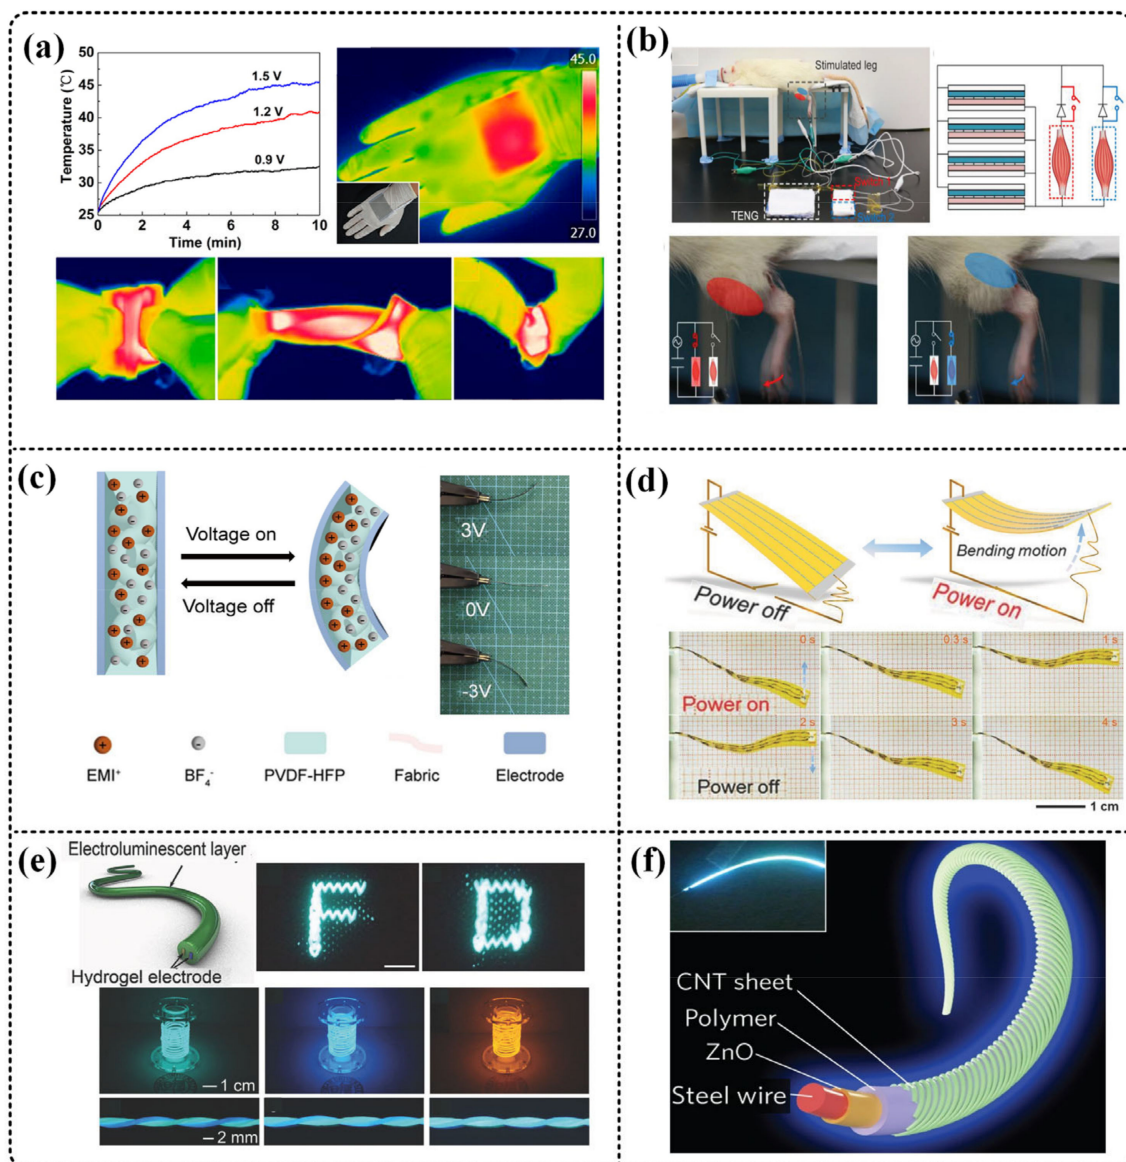 (a)
50
45
40
35
30
25
Temperature (℃)
1.5 V
1.2 V
0.9 V
0
2
4
6
8
10
Time (min)
45.0
27.0
(b)
Stimulated leg
Switch 1
TENG
(c)
Voltage on
Voltage off
3V
0V
-3V
EMI⁺
BF₄⁻
PVDF-HFP
Fabric
Electrode
(d)
Bending motion
Power off
Power on
0 s
0.3 s
1 s
Power on
2 s
3 s
4 s
Power off
1 cm
(e)
Electroluminescent layer
Hydrogel electrode
F
D
1 cm
2 mm
(f)
CNT sheet
Polymer
ZnO
Steel wire